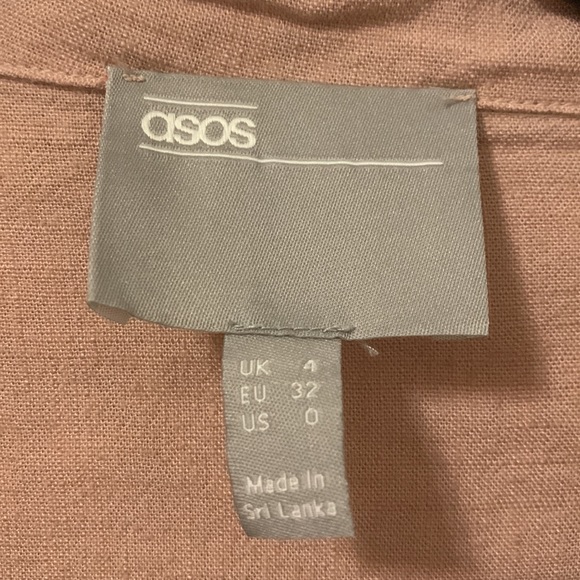 asos
UK 4
EU 32
US 0
Made In
Sri Lanka